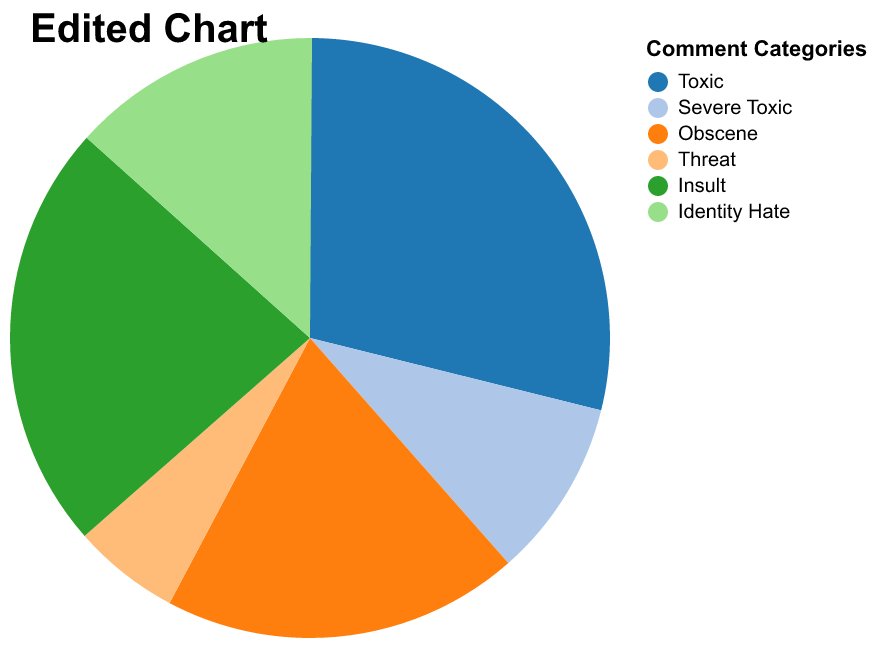 Edited Chart
Comment Categories
Toxic
Severe Toxic
Obscene
Threat
Insult
Identity Hate